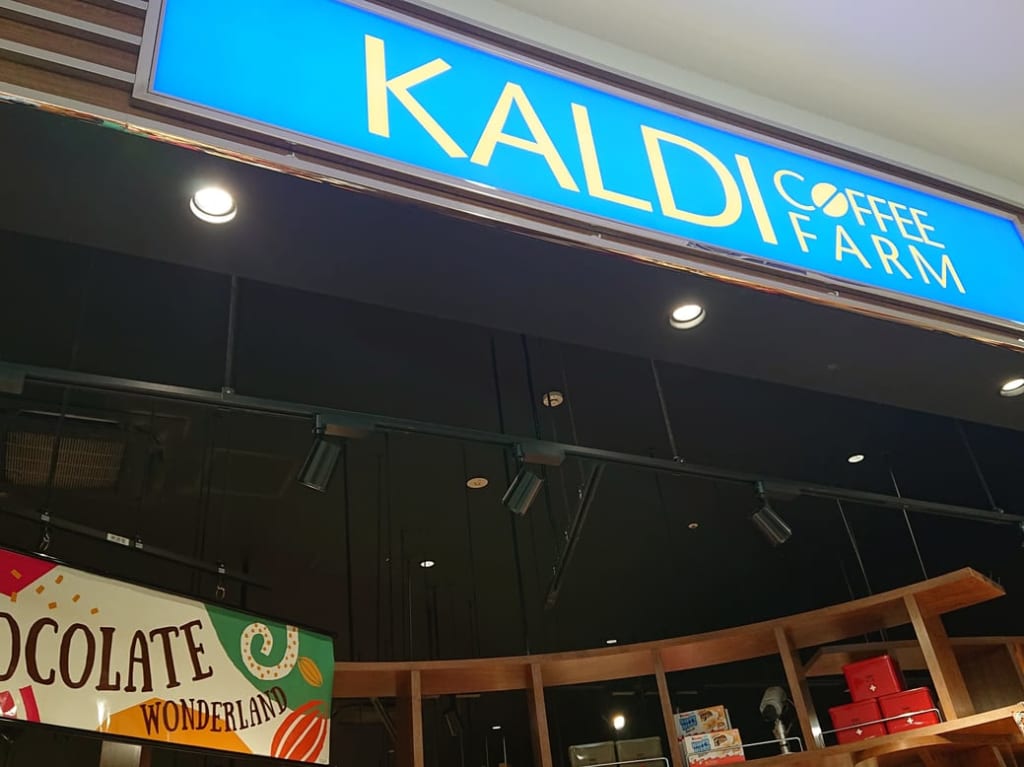 KALDI
COFFEE
FARM
OCOLATE
WONDERLAND